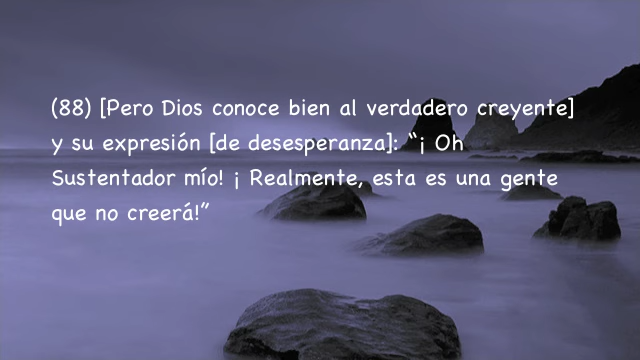 (88) [Pero Dios conoce bien al verdadero creyente]
y su expresión [de desesperanza]: “¡ Oh
Sustentador mío! ¡ Realmente, esta es una gente
que no creerá!”